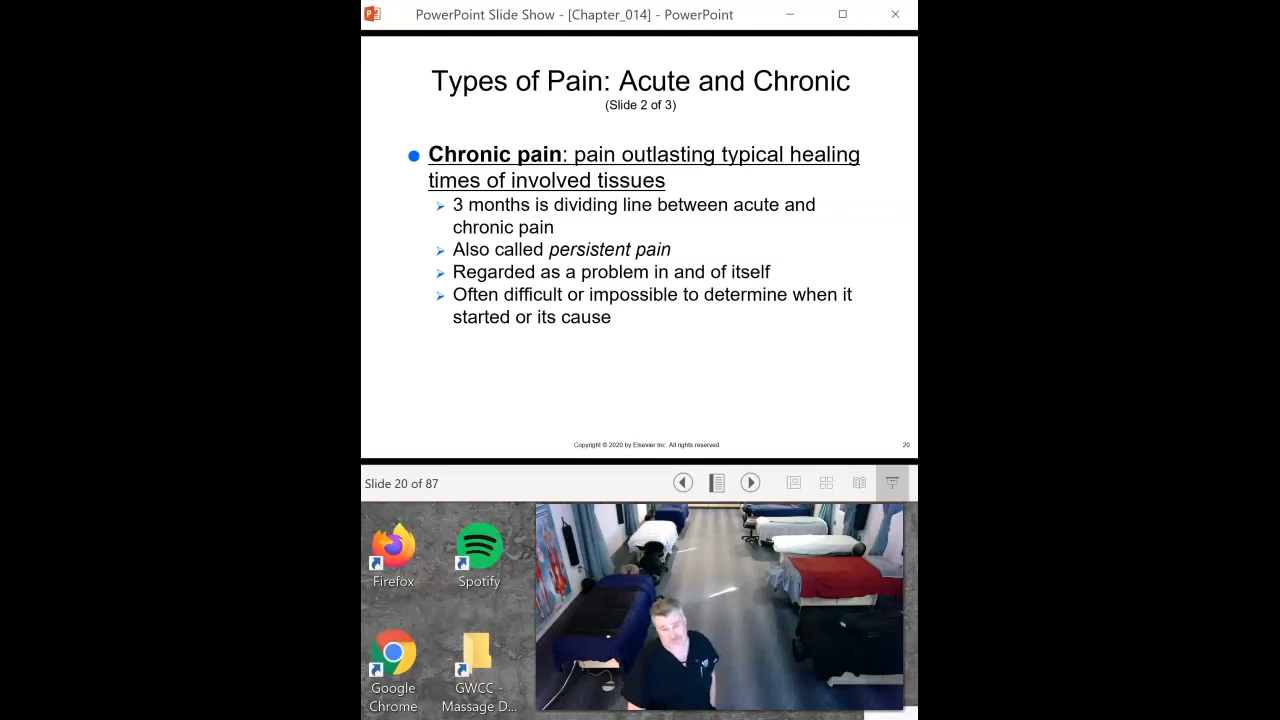 PowerPoint Slide Show - [Chapter_014] - PowerPoint
Types of Pain: Acute and Chronic
(Slide 2 of 3)
Chronic pain: pain outlasting typical healing
times of involved tissues
3 months is dividing line between acute and
chronic pain
Also called persistent pain
Regarded as a problem in and of itself
Often difficult or impossible to determine when it
started or its cause
Copyright © 2020 by Elsevier Inc. All rights reserved.
20
Slide 20 of 87
Firefox
Spotify
Google
Chrome
GWCC -
Massage D...